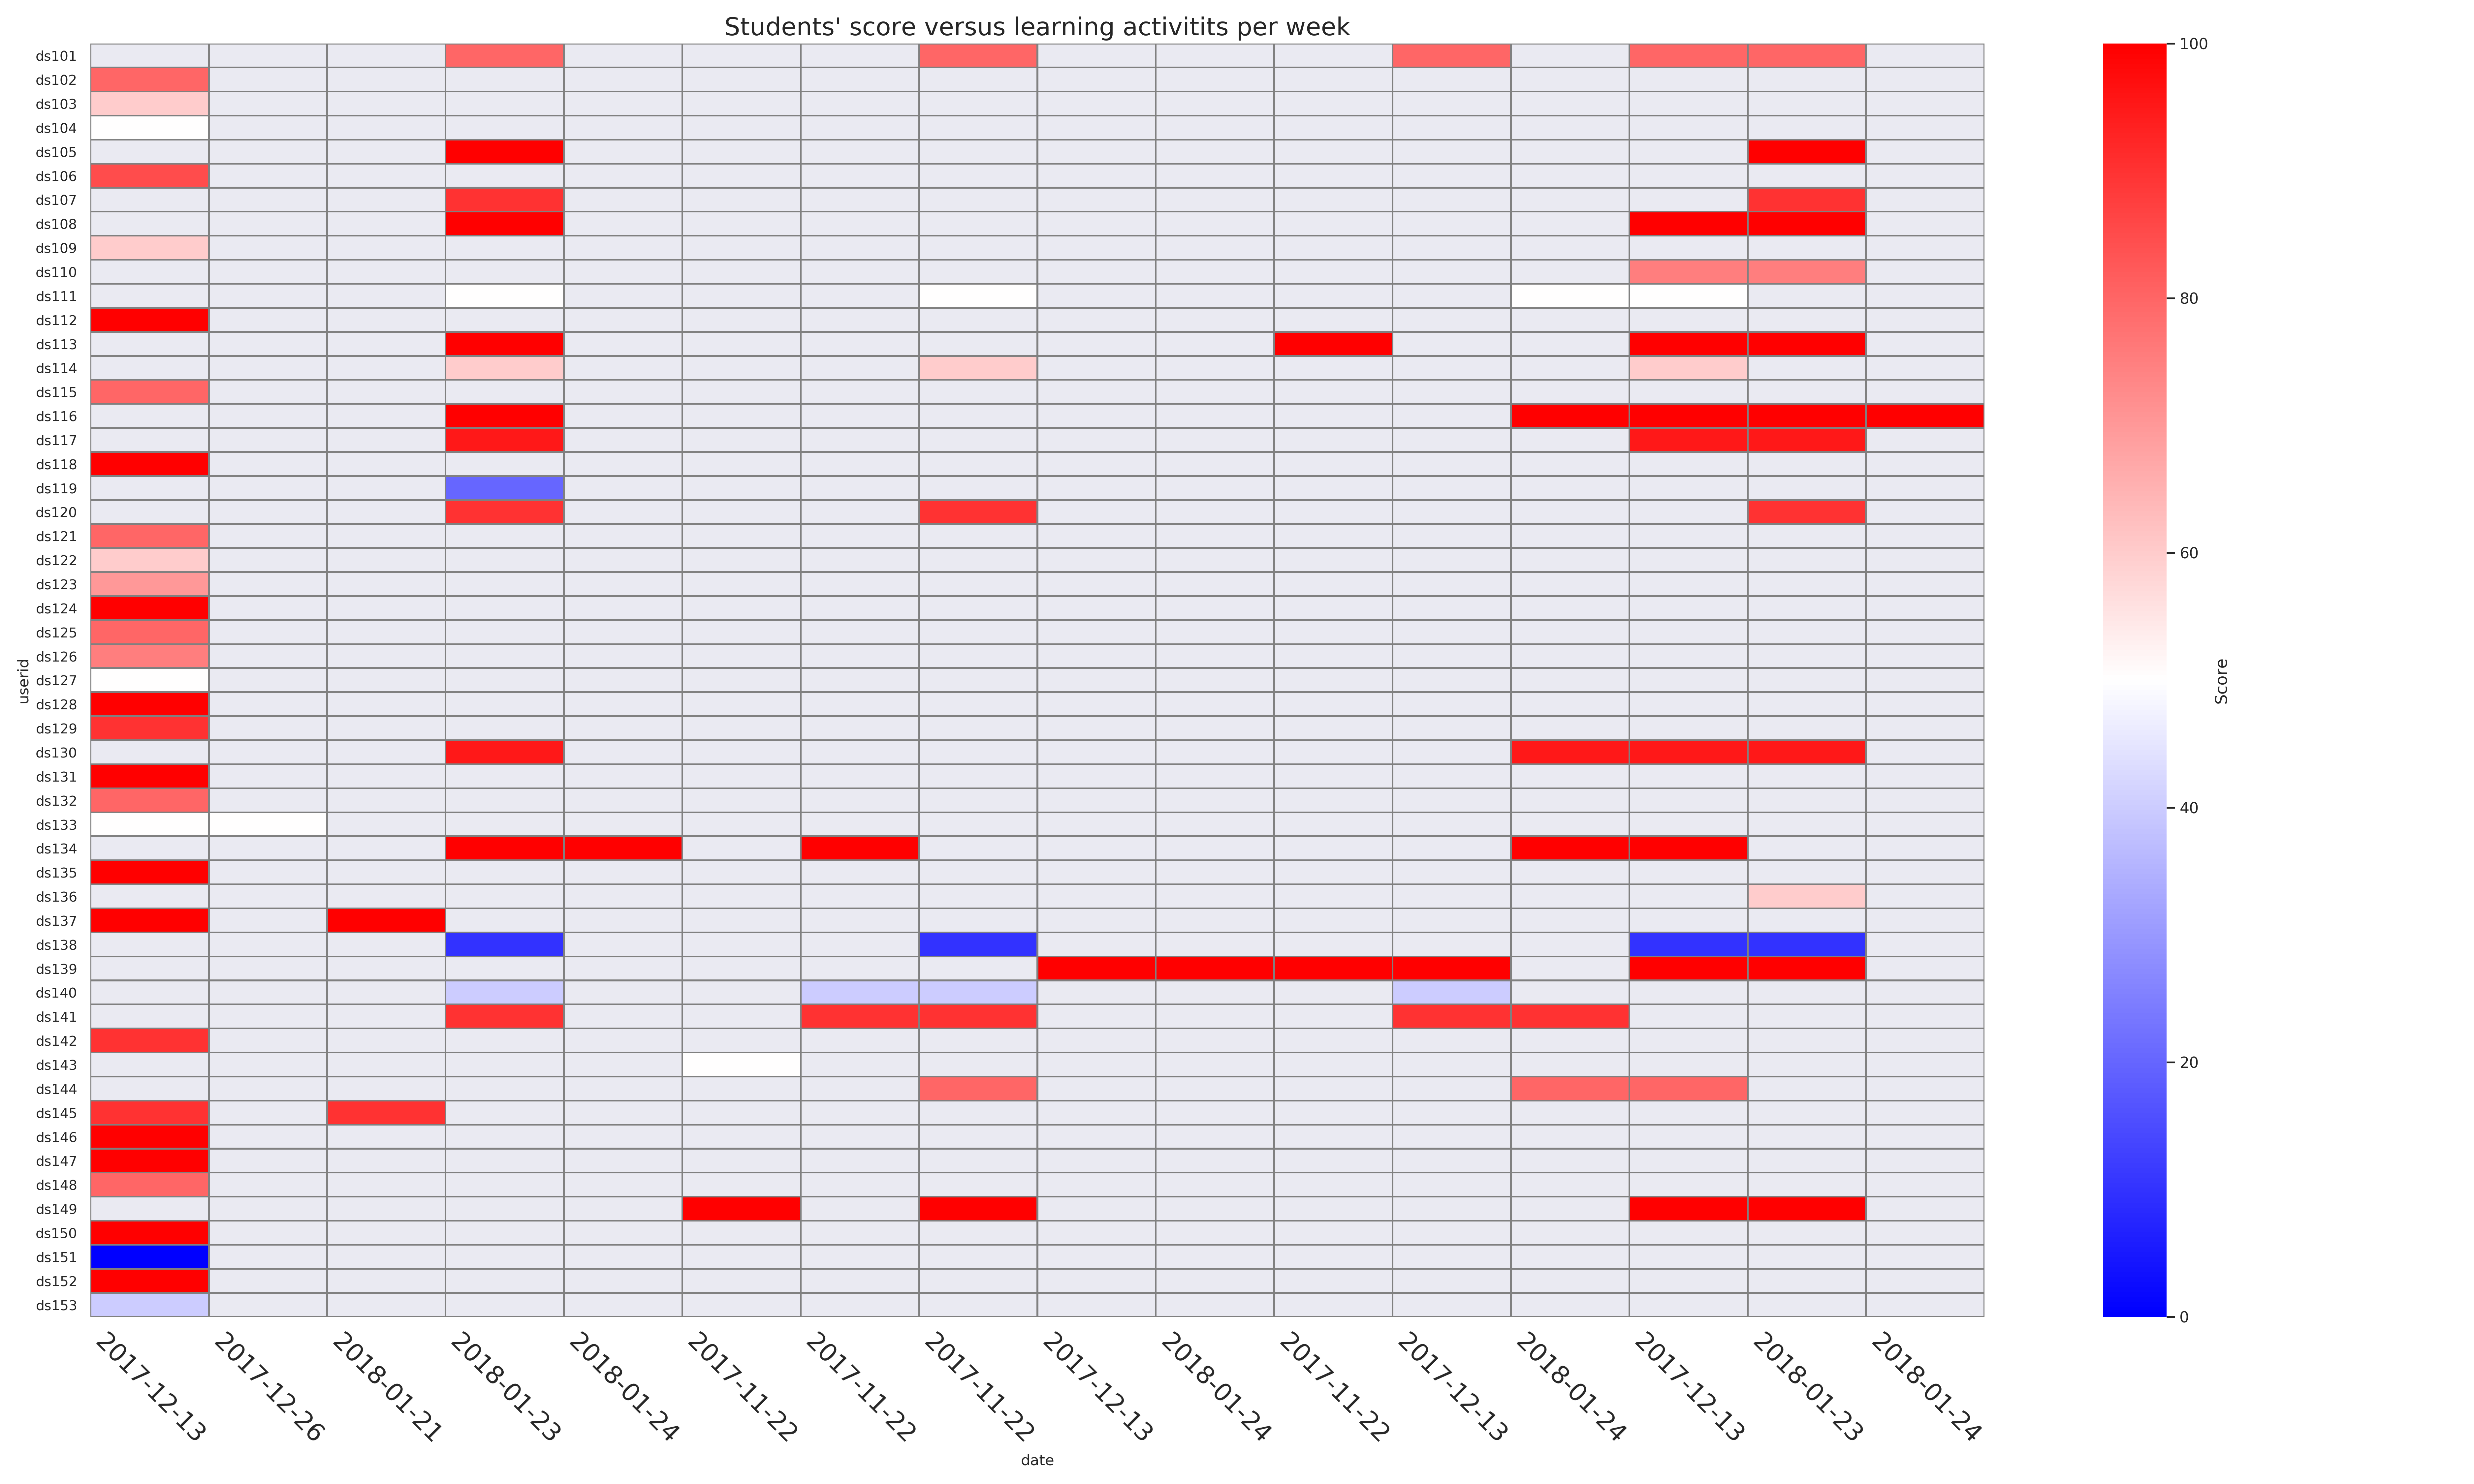 Students' score versus learning activitits per week
ds101
ds102
ds103
ds104
ds105
ds106
ds107
ds108
ds109
ds110
ds111
ds112
ds113
ds114
ds115
ds116
ds117
ds118
ds119
ds120
ds121
ds122
ds123
ds124
ds125
ds126
ds127
ds128
ds129
ds130
ds131
ds132
ds133
ds134
ds135
ds136
ds137
ds138
ds139
ds140
ds141
ds142
ds143
ds144
ds145
ds146
ds147
ds148
ds149
ds150
ds151
ds152
ds153
userid
2017-12-13
2017-12-26
2018-01-21
2018-01-23
2018-01-24
2017-11-22
2017-11-22
2017-11-22
2017-12-13
2018-01-24
2017-11-22
2017-12-13
2018-01-24
2017-12-13
2018-01-23
2018-01-24
date
100
80
60
40
20
0
Score